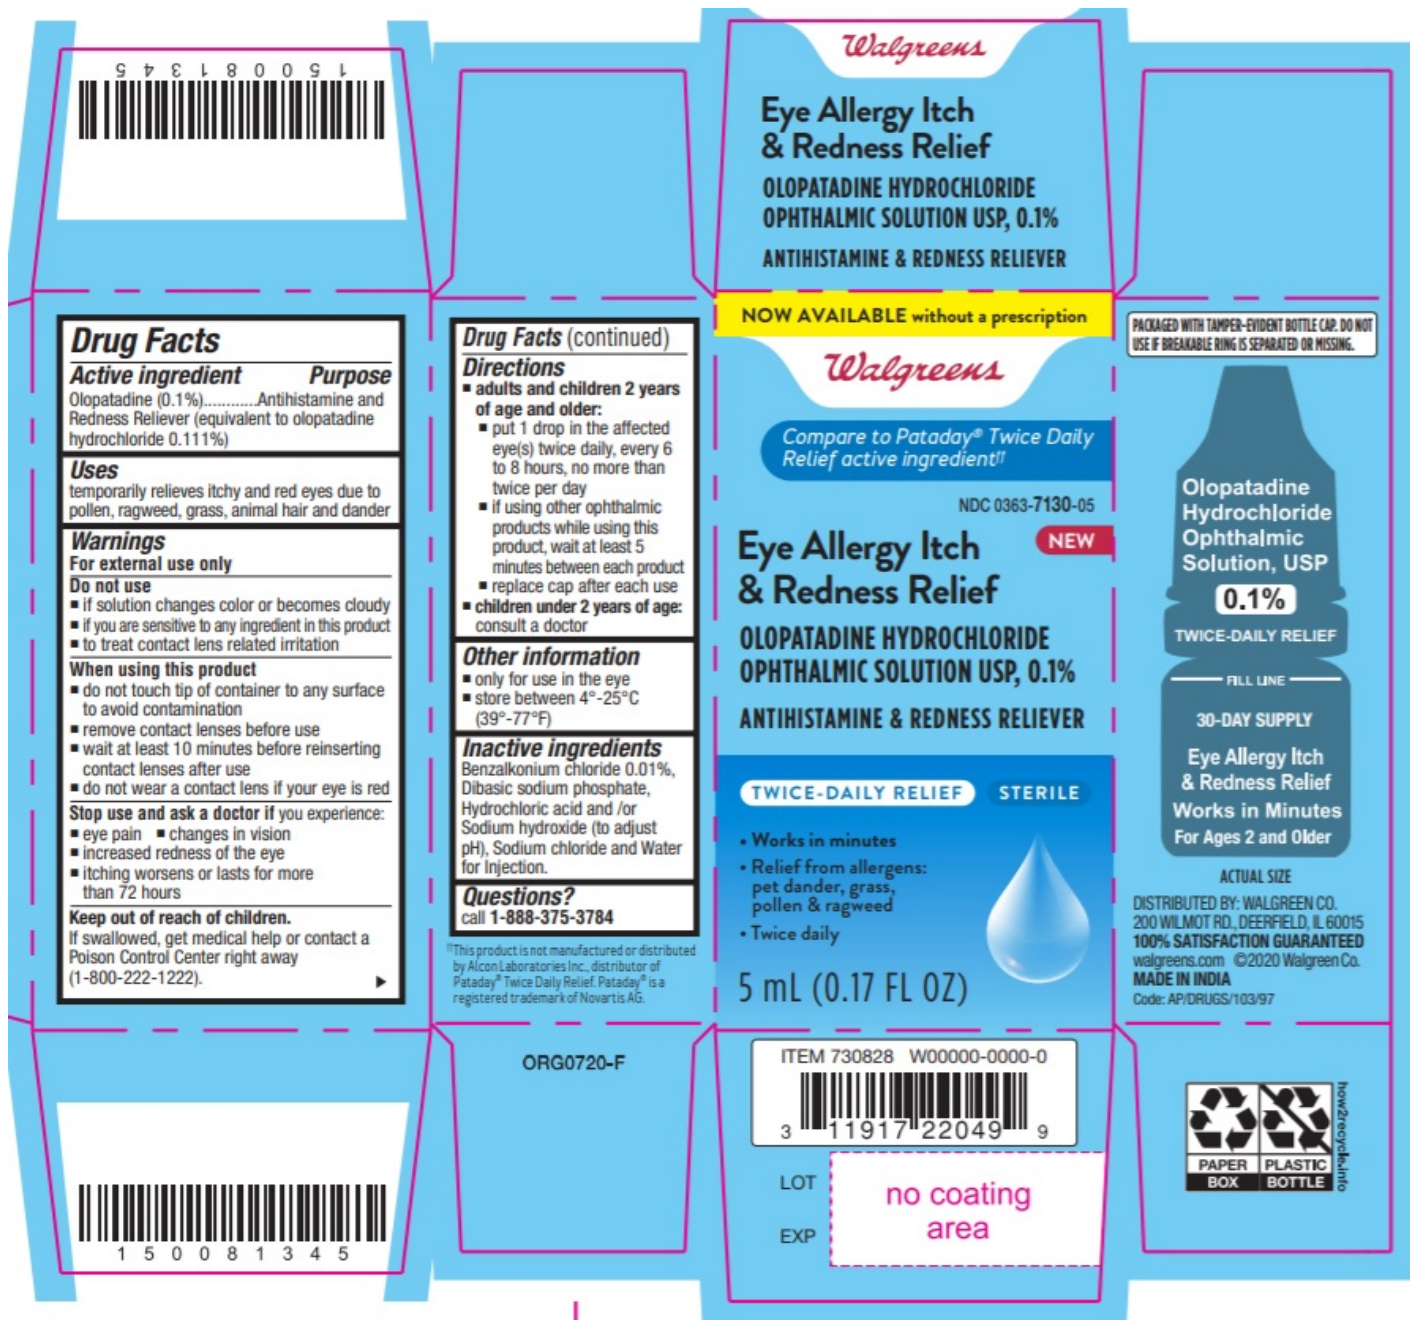 150081345
Walgreens
Eye Allergy Itch
& Redness Relief
OLOPATADINE HYDROCHLORIDE
OPHTHALMIC SOLUTION USP, 0.1%
ANTIHISTAMINE & REDNESS RELIEVER
Drug Facts
Active ingredient Purpose
Olopatadine (0.1%)............Antihistamine and
Redness Reliever (equivalent to olopatadine
hydrochloride 0.111%)
Uses
temporarily relieves itchy and red eyes due to
pollen, ragweed, grass, animal hair and dander
Warnings
For external use only
Do not use
■ if solution changes color or becomes cloudy
■ if you are sensitive to any ingredient in this product
■ to treat contact lens related irritation
When using this product
■ do not touch tip of container to any surface
to avoid contamination
■ remove contact lenses before use
■ wait at least 10 minutes before reinserting
contact lenses after use
■ do not wear a contact lens if your eye is red
Stop use and ask a doctor if you experience:
■ eye pain ■ changes in vision
■ increased redness of the eye
■ itching worsens or lasts for more
than 72 hours
Keep out of reach of children.
If swallowed, get medical help or contact a
Poison Control Center right away
(1-800-222-1222).
Drug Facts (continued)
Directions
■ adults and children 2 years
of age and older:
■ put 1 drop in the affected
eye(s) twice daily, every 6
to 8 hours, no more than
twice per day
■ if using other ophthalmic
products while using this
product, wait at least 5
minutes between each product
■ replace cap after each use
■ children under 2 years of age:
consult a doctor
Other information
■ only for use in the eye
■ store between 4°-25°C
(39°-77°F)
Inactive ingredients
Benzalkonium chloride 0.01%,
Dibasic sodium phosphate,
Hydrochloric acid and /or
Sodium hydroxide (to adjust
pH), Sodium chloride and Water
for Injection.
Questions?
call 1-888-375-3784
††This product is not manufactured or distributed
by Alcon Laboratories Inc., distributor of
Pataday® Twice Daily Relief. Pataday® is a
registered trademark of Novartis AG.
NOW AVAILABLE without a prescription
Walgreens
Compare to Pataday® Twice Daily
Relief active ingredient††
NDC 0363-7130-05
Eye Allergy Itch
NEW
& Redness Relief
OLOPATADINE HYDROCHLORIDE
OPHTHALMIC SOLUTION USP, 0.1%
ANTIHISTAMINE & REDNESS RELIEVER
TWICE-DAILY RELIEF STERILE
• Works in minutes
• Relief from allergens:
pet dander, grass,
pollen & ragweed
• Twice daily
5 mL (0.17 FL OZ)
PACKAGED WITH TAMPER-EVIDENT BOTTLE CAP. DO NOT
USE IF BREAKABLE RING IS SEPARATED OR MISSING.
Olopatadine
Hydrochloride
Ophthalmic
Solution, USP
0.1%
TWICE-DAILY RELIEF
FILL LINE
30-DAY SUPPLY
Eye Allergy Itch
& Redness Relief
Works in Minutes
For Ages 2 and Older
ACTUAL SIZE
DISTRIBUTED BY: WALGREEN CO.
200 WILMOT RD., DEERFIELD, IL 60015
100% SATISFACTION GUARANTEED
walgreens.com ©2020 Walgreen Co.
MADE IN INDIA
Code: AP/DRUGS/103/97
150081345
ORG0720-F
ITEM 730828 W00000-0000-0
3 11917 22049 9
LOT
EXP
no coating
area
PAPER PLASTIC
BOX BOTTLE
how2recycle.info